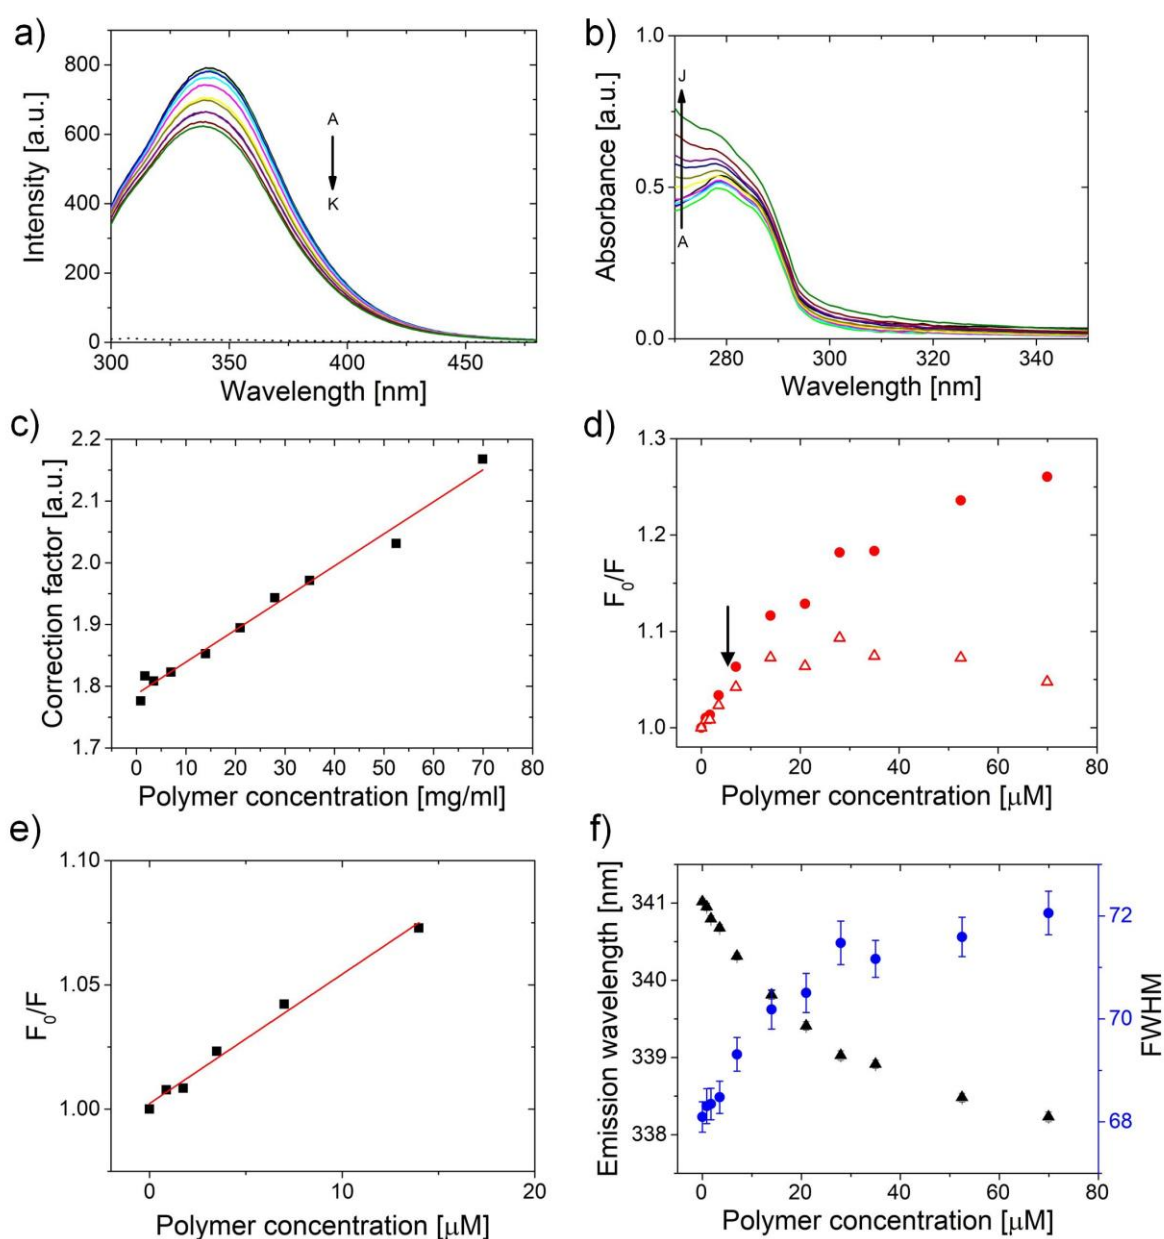 a)
800
600
400
200
0
300
350
400
450
Intensity [a.u.]
Wavelength [nm]
A
K
b)
1.0
0.5
0.0
280
300
320
340
Absorbance [a.u.]
Wavelength [nm]
J
A
c)
2.2
2.1
2.0
1.9
1.8
1.7
0 10 20 30 40 50 60 70 80
Correction factor [a.u.]
Polymer concentration [mg/ml]
d)
1.3
1.2
1.1
1.0
0 20 40 60 80
F₀/F
Polymer concentration [μM]
e)
1.10
1.05
1.00
0 10 20
F₀/F
Polymer concentration [μM]
f)
341
340
339
338
72
70
68
0 20 40 60 80
Emission wavelength [nm]
FWHM
Polymer concentration [μM]